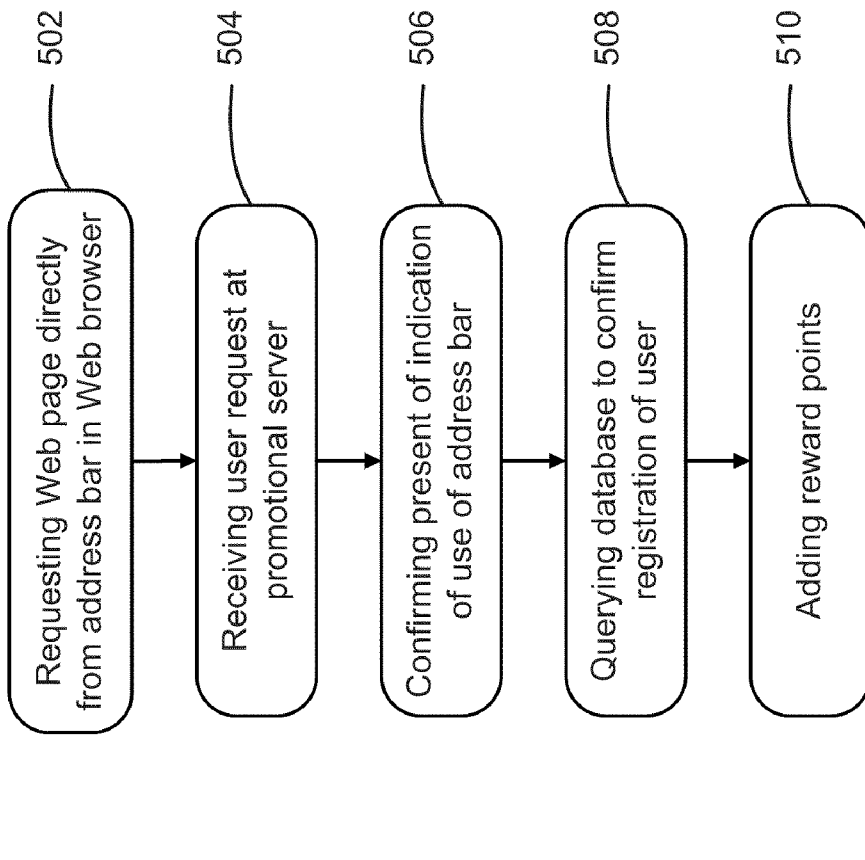 Requesting Web page directly
from address bar in Web browser
502
Receiving user request at
promotional server
504
Confirming present of indication
of use of address bar
506
Querying database to confirm
registration of user
508
Adding reward points
510